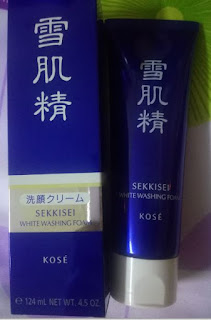 雪肌精
洗顔クリーム
SEKKISEI
WHITE WASHING FOAM
KOSÉ
e 124 mL NET WT. 4.5 OZ.
雪肌精
SEKKISEI
WHITE WASHING FOAM
KOSÉ